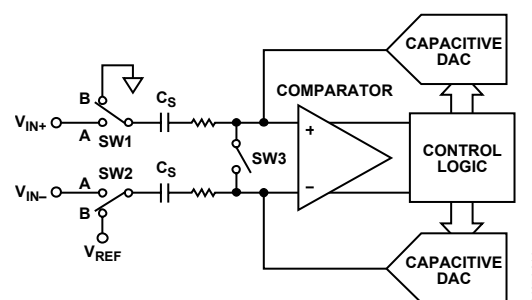 CAPACITIVE
DAC
COMPARATOR
B
CS
VIN+
A
SW1
+
SW3
CONTROL
LOGIC
SW2
CS
VIN–
A
–
B
VREF
CAPACITIVE
DAC